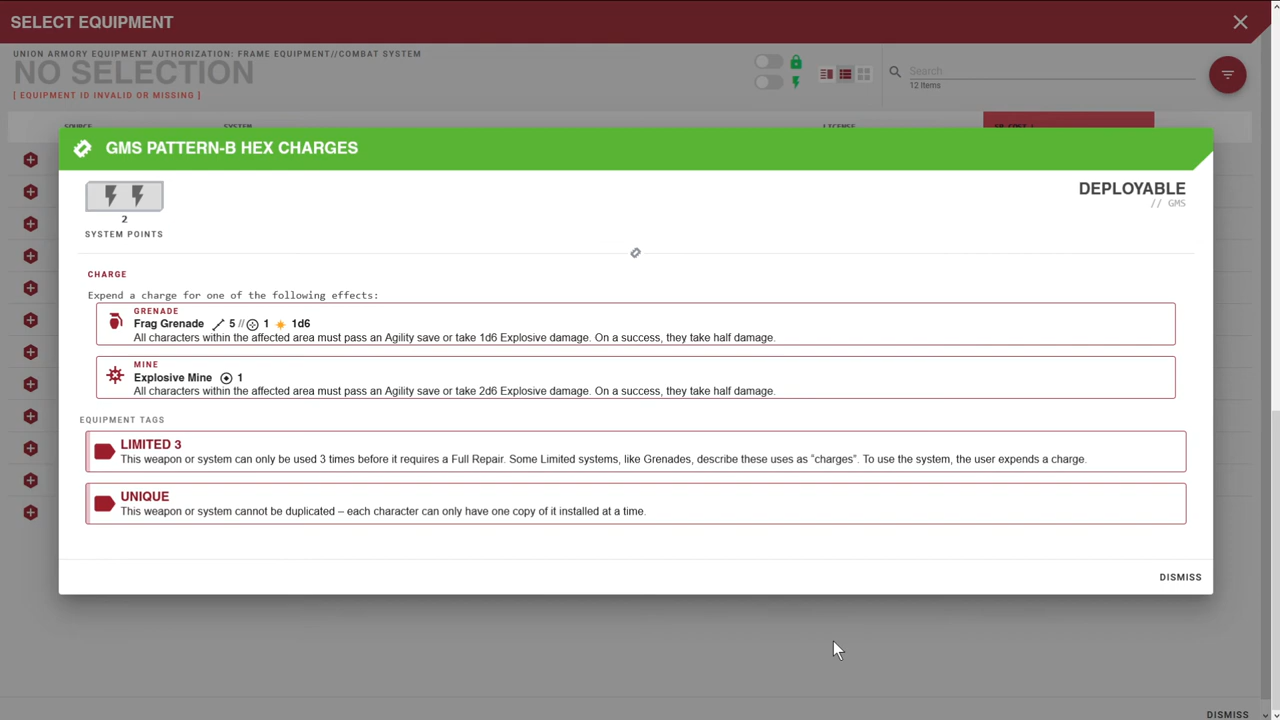 SELECT EQUIPMENT
UNION ARMORY EQUIPMENT AUTHORIZATION: FRAME EQUIPMENT//COMBAT SYSTEM
NO SELECTION
[ EQUIPMENT ID INVALID OR MISSING ]
Search
12 Items
SOURCE SYSTEM LICENSE SP COST
GMS PATTERN-B HEX CHARGES
2
SYSTEM POINTS
DEPLOYABLE
// GMS
CHARGE
Expend a charge for one of the following effects:
GRENADE
Frag Grenade 5 // 1 1d6
All characters within the affected area must pass an Agility save or take 1d6 Explosive damage. On a success, they take half damage.
MINE
Explosive Mine 1
All characters within the affected area must pass an Agility save or take 2d6 Explosive damage. On a success, they take half damage.
EQUIPMENT TAGS
LIMITED 3
This weapon or system can only be used 3 times before it requires a Full Repair. Some Limited systems, like Grenades, describe these uses as “charges”. To use the system, the user expends a charge.
UNIQUE
This weapon or system cannot be duplicated – each character can only have one copy of it installed at a time.
DISMISS
DISMISS